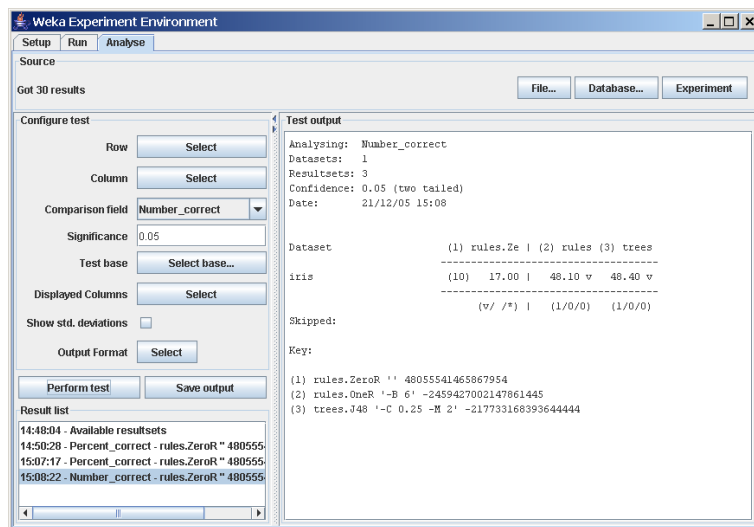 Weka Experiment Environment
Setup Run Analyse
Source
Got 30 results File... Database... Experiment
Configure test
Row Select
Column Select
Comparison field Number_correct
Significance 0.05
Test base Select base...
Displayed Columns Select
Show std. deviations
Output Format Select
Perform test Save output
Result list
14:48:04 - Available resultsets
14:50:28 - Percent_correct - rules.ZeroR '' 480555
15:07:17 - Percent_correct - rules.ZeroR '' 480555
15:08:22 - Number_correct - rules.ZeroR '' 480555
Test output
Analysing: Number_correct
Datasets: 1
Resultsets: 3
Confidence: 0.05 (two tailed)
Date: 21/12/05 15:08
Dataset (1) rules.Ze | (2) rules (3) trees
--------------------------------------
iris (10) 17.00 | 48.10 v 48.40 v
--------------------------------------
(v/ /*) | (1/0/0) (1/0/0)
Skipped:
Key:
(1) rules.ZeroR '' 48055541465867954
(2) rules.OneR '-B 6' -2459427002147861445
(3) trees.J48 '-C 0.25 -M 2' -217733168393644444